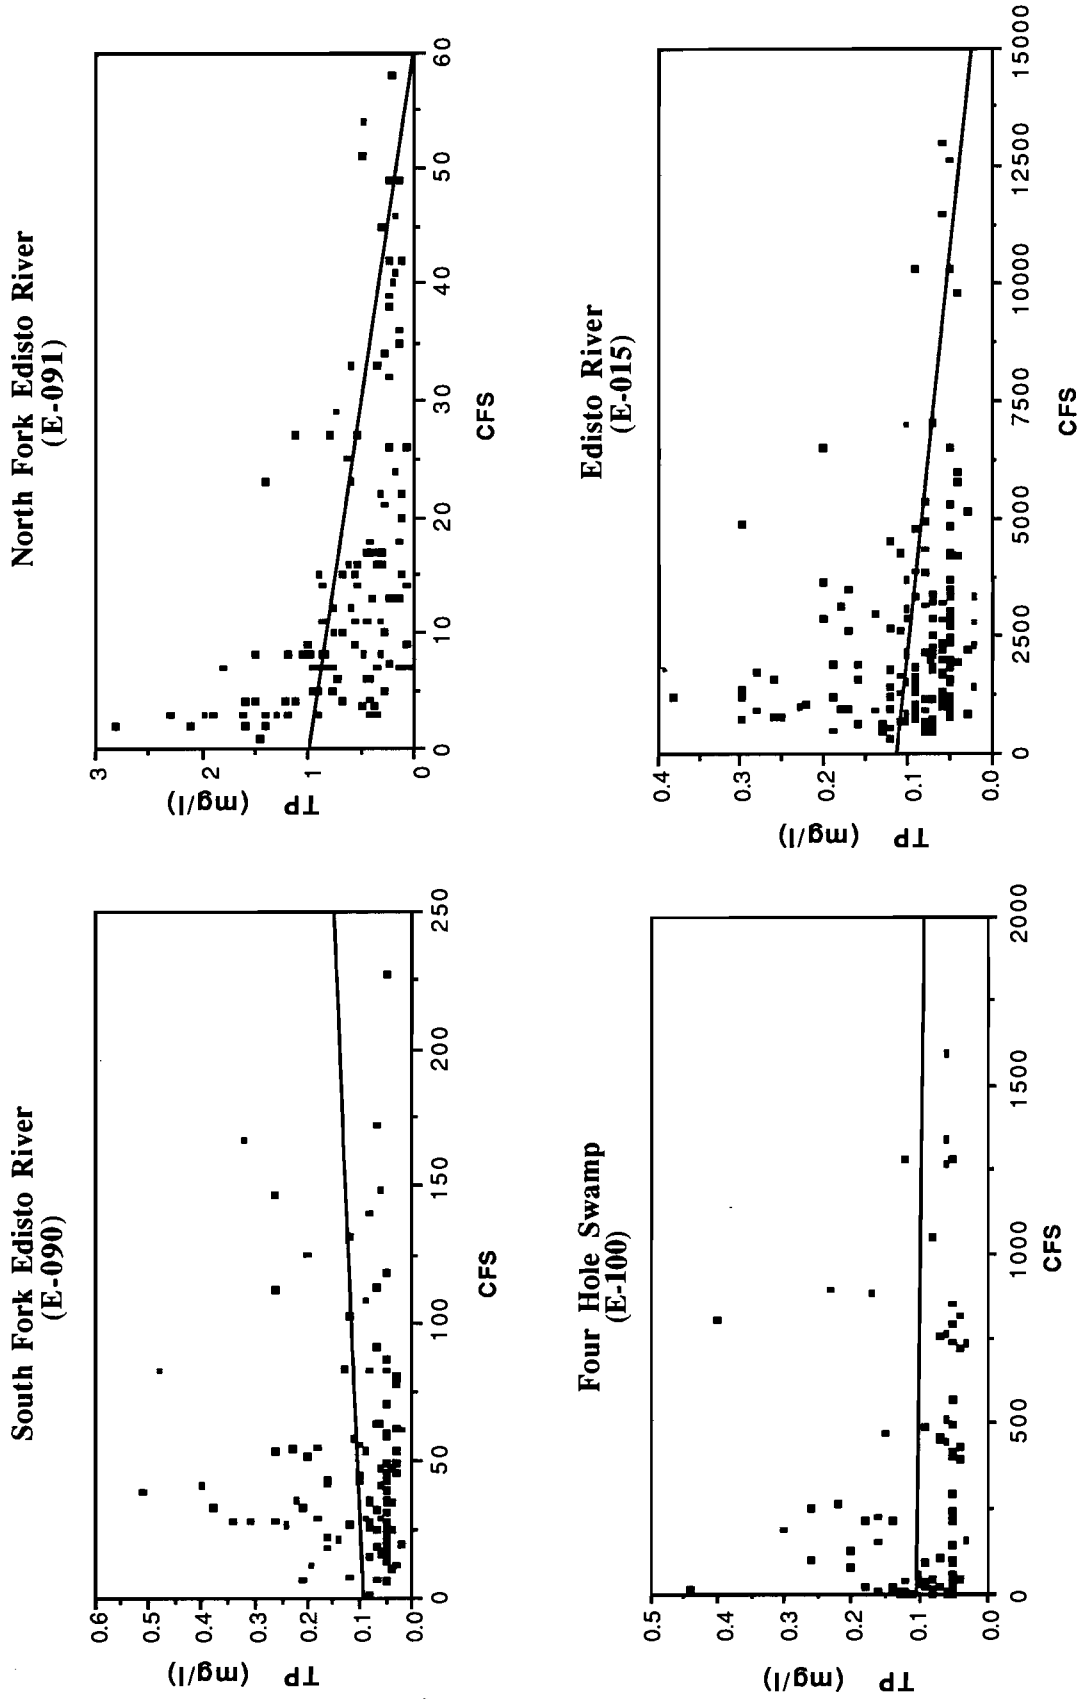 South Fork Edisto River
(E-090)
TP (mg/l)
0.6
0.5
0.4
0.3
0.2
0.1
0.0
0
50
100
150
200
250
CFS
North Fork Edisto River
(E-091)
TP (mg/l)
3
2
1
0
0
10
20
30
40
50
60
CFS
Four Hole Swamp
(E-100)
TP (mg/l)
0.5
0.4
0.3
0.2
0.1
0.0
0
500
1000
1500
2000
CFS
Edisto River
(E-015)
TP (mg/l)
0.4
0.3
0.2
0.1
0.0
0
2500
5000
7500
10000
12500
15000
CFS